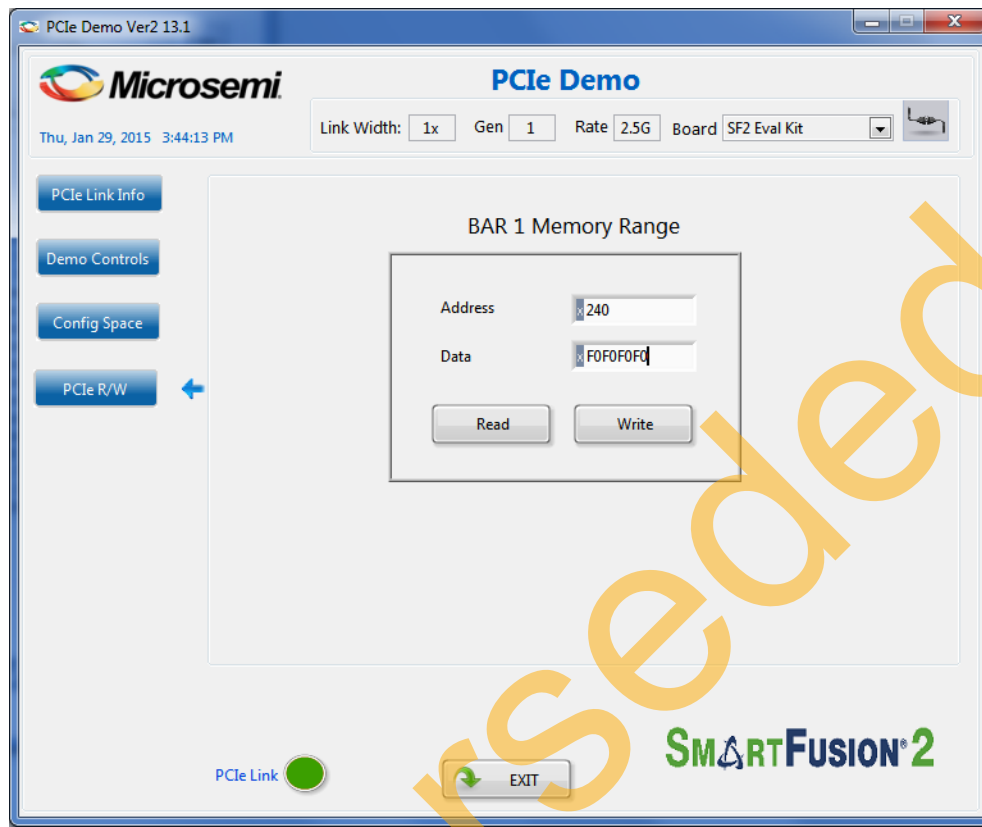 PCIe Demo Ver2 13.1
Microsemi.
PCIe Demo
Thu, Jan 29, 2015 3:44:13 PM
Link Width: 1x Gen 1 Rate 2.5G Board SF2 Eval Kit
PCIe Link Info
Demo Controls
Config Space
PCIe R/W
BAR 1 Memory Range
Address x 240
Data x F0F0F0F0
Read Write
SMARTFUSION®2
PCIe Link
EXIT
rseded